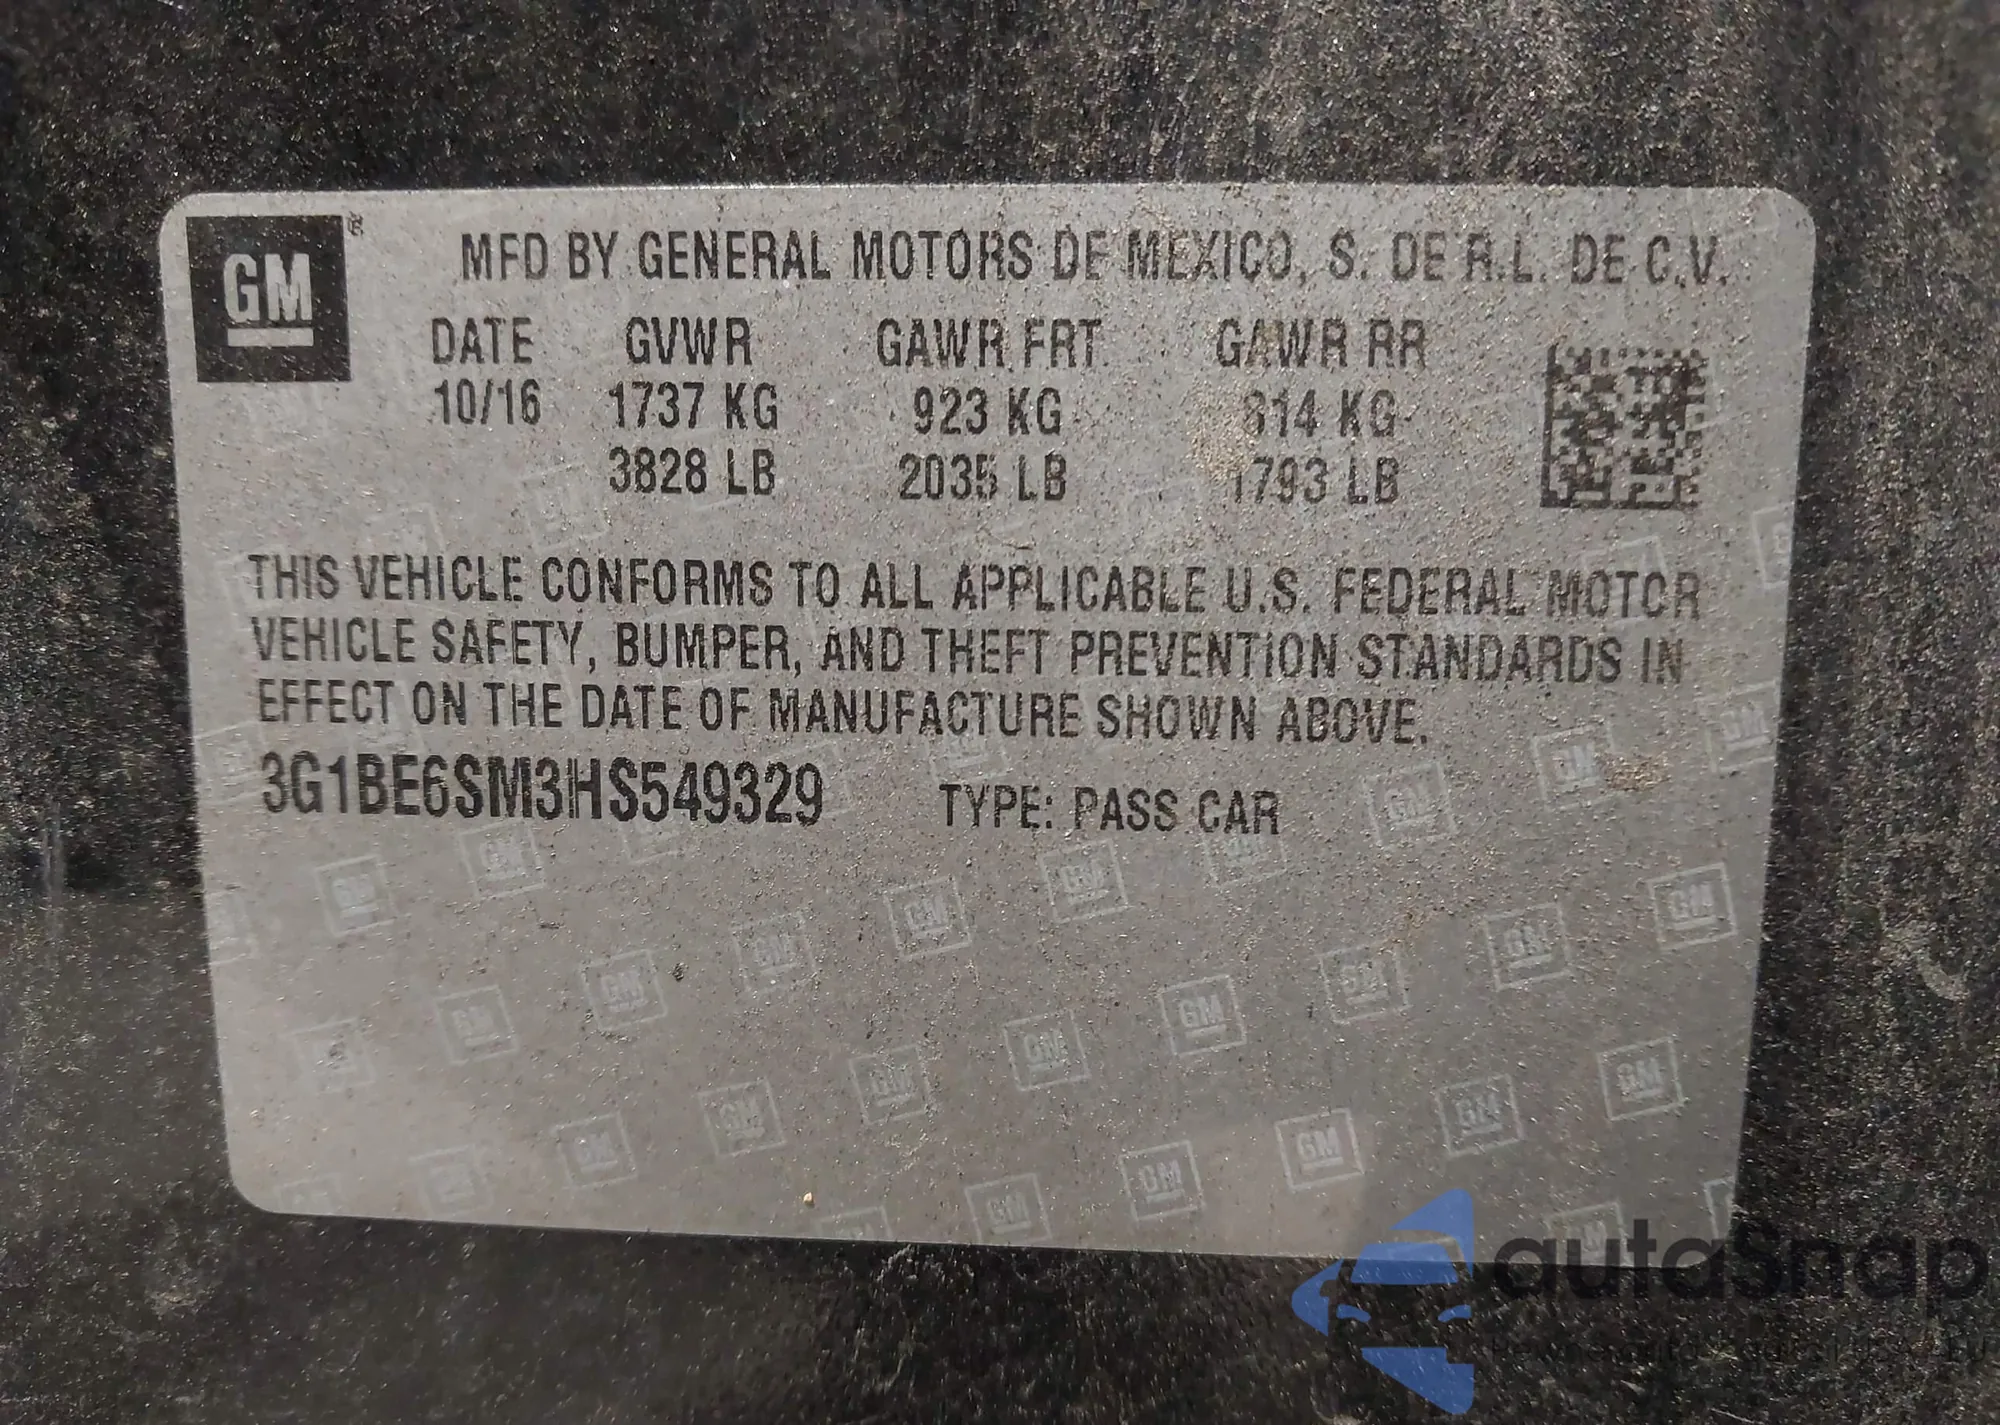 GM®
MFD BY GENERAL MOTORS DE MEXICO, S. DE R.L. DE C.V.
DATE GVWR GAWR FRT GAWR RR
10/16 1737 KG 923 KG 814 KG
3828 LB 2035 LB 1793 LB
THIS VEHICLE CONFORMS TO ALL APPLICABLE U.S. FEDERAL MOTOR
VEHICLE SAFETY, BUMPER, AND THEFT PREVENTION STANDARDS IN
EFFECT ON THE DATE OF MANUFACTURE SHOWN ABOVE.
3G1BE6SM3HS549329 TYPE: PASS CAR
autaSnap